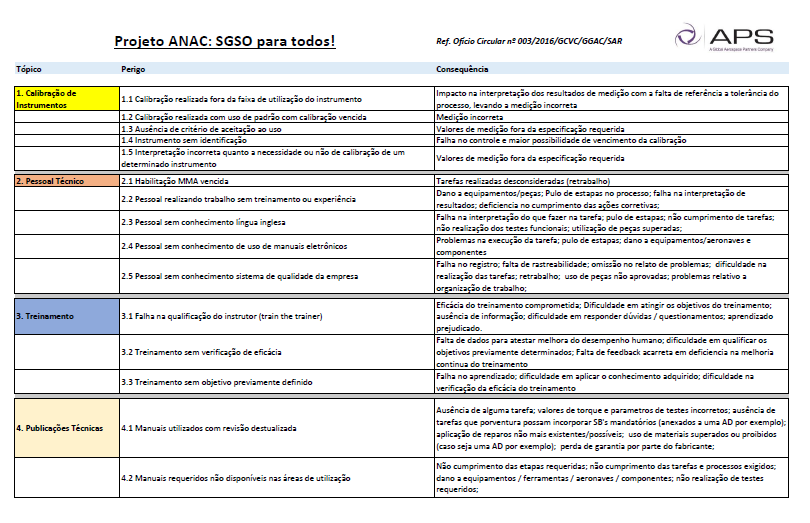 Projeto ANAC: SGSO para todos!
Ref. Ofício Circular nº 003/2016/GCVC/GGAC/SAR
APS
A Global Aerospace Partners Company
Tópico Perigo Consequência
1. Calibração de
Instrumentos
1.1 Calibração realizada fora da faixa de utilização do instrumento
Impacto na interpretação dos resultados de medição com a falta de referência a tolerância do
processo, levando a medição incorreta
1.2 Calibração realizada com uso de padrão com calibração vencida
Medição incorreta
1.3 Ausência de critério de aceitação ao uso
Valores de medição fora da especificação requerida
1.4 Instrumento sem identificação
Falha no controle e maior possibilidade de vencimento da calibração
1.5 Interpretação incorreta quanto a necessidade ou não de calibração de um
determinado instrumento
Valores de medição fora da especificação requerida
2. Pessoal Técnico
2.1 Habilitação MMA vencida
Tarefas realizadas desconsideradas (retrabalho)
2.2 Pessoal realizando trabalho sem treinamento ou experiência
Dano a equipamentos/peças; Pulo de estapas no processo; falha na interpretação de
resultados; deficiencia no cumprimento das ações corretivas;
2.3 Pessoal sem conhecimento língua inglesa
Falha na interpretação do que fazer na tarefa; pulo de estapas; não cumprimento de tarefas;
não realização dos testes funcionais; utilização de peças superadas;
2.4 Pessoal sem conhecimento de uso de manuais eletrônicos
Problemas na execução da tarefa; pulo de estapas; dano a equipamentos/aeronaves e
componentes
2.5 Pessoal sem conhecimento sistema de qualidade da empresa
Falha no registro; falta de rastreabilidade; omissão no relato de problemas; dificuldade na
realização das tarefas; retrabalho; uso de peças não aprovadas; problemas relativo a
organização de trabalho;
3. Treinamento
3.1 Falha na qualificação do instrutor (train the trainer)
Eficácia do treinamento comprometida; Dificuldade em atingir os objetivos do treinamento;
ausência de informação; dificuldade em responder dúvidas / questionamentos; aprendizado
prejudicado.
3.2 Treinamento sem verificação de eficácia
Falta de dados para atestar melhora do desempenho humano; dificuldade em qualificar os
objetivos previamente determinados; Falta de feedback acarreta em deficiencia na melhoria
continua do treinamento
3.3 Treinamento sem objetivo previamente definido
Falha no aprendizado; dificuldade em aplicar o conhecimento adquirido; dificuldade na
verificação da eficácia do treinamento
4. Publicações Técnicas
4.1 Manuais utilizados com revisão destualizada
Ausência de alguma tarefa; valores de torque e parametros de testes incorretos; ausência de
tarefas que porventura possam incorporar SB's mandatórios (anexados a uma AD por exemplo);
aplicação de reparos não mais existentes/possíveis; uso de materiais superados ou proibidos
(caso seja uma AD por exemplo); perda de garantia por parte do fabricante;
4.2 Manuais requeridos não disponíveis nas áreas de utilização
Não cumprimento das etapas requeridas; não cumprimento das tarefas e processos exigidos;
dano a equipamentos / ferramentas / aeronaves / componentes; não realização de testes
requeridos;